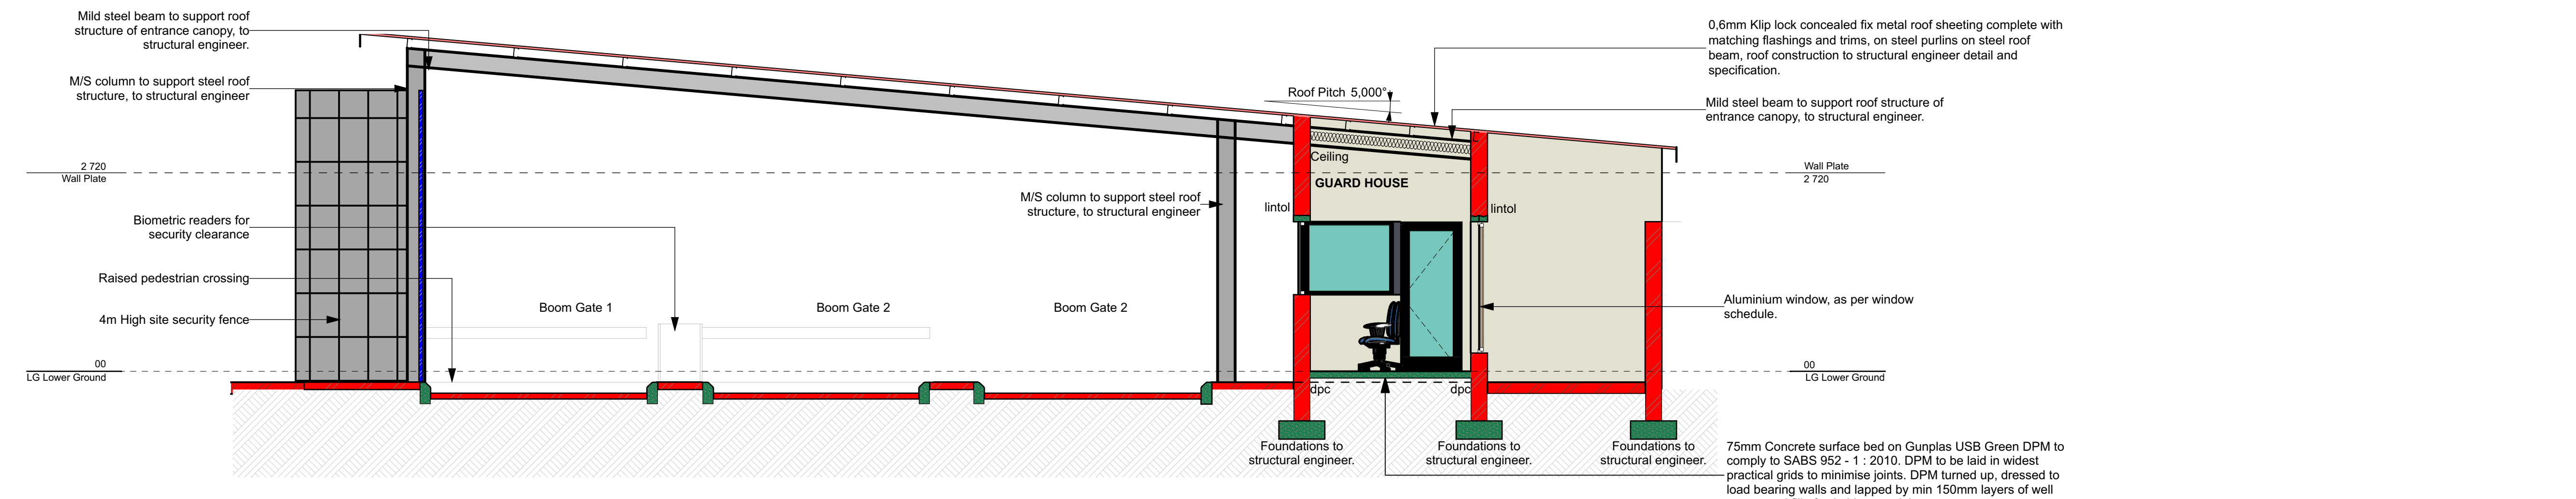 Mild steel beam to support roof
structure of entrance canopy, to
structural engineer.
M/S column to support steel roof
structure, to structural engineer
2 720
Wall Plate
Biometric readers for
security clearance
Raised pedestrian crossing
4m High site security fence
00
LG Lower Ground
Boom Gate 1
Boom Gate 2
Boom Gate 2
M/S column to support steel roof
structure, to structural engineer
Roof Pitch 5,000°
Ceiling
GUARD HOUSE
lintol
lintol
dpc
dpc
Foundations to
structural engineer.
Foundations to
structural engineer.
Foundations to
structural engineer.
0,6mm Klip lock concealed fix metal roof sheeting complete with
matching flashings and trims, on steel purlins on steel roof
beam, roof construction to structural engineer detail and
specification.
Mild steel beam to support roof structure of
entrance canopy, to structural engineer.
Wall Plate
2 720
Aluminium window, as per window
schedule.
00
LG Lower Ground
75mm Concrete surface bed on Gunplas USB Green DPM to
comply to SABS 952 - 1 : 2010. DPM to be laid in widest
practical grids to minimise joints. DPM turned up, dressed to
load bearing walls and lapped by min 150mm layers of well